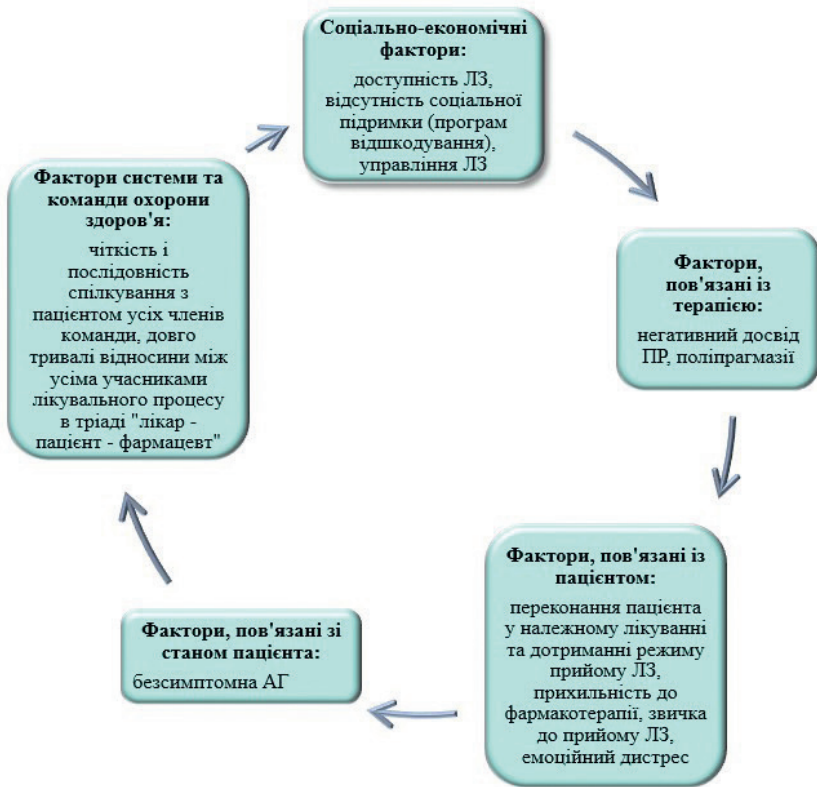 Соціально-економічні
фактори:
доступність ЛЗ,
відсутність соціальної
підримки (програм
відшкодування),
управління ЛЗ
Фактори,
пов'язані із
терапією:
негативний досвід
ПР, поліпрагмазії
Фактори, пов'язані із
пацієнтом:
переконання пацієнта
у належному лікуванні
та дотриманні режиму
прийому ЛЗ,
прихильність до
фармакотерапії, звичка
до прийому ЛЗ,
емоційний дистрес
Фактори, пов'язані зі
станом пацієнта:
безсимптомна АГ
Фактори системи та
команди охорони
здоров'я:
чіткість і
послідовність
спілкування з
пацієнтом усіх членів
команди, довго
тривалі відносини між
усіма учасниками
лікувального процесу
в тріаді "лікар -
пацієнт - фармацевт"